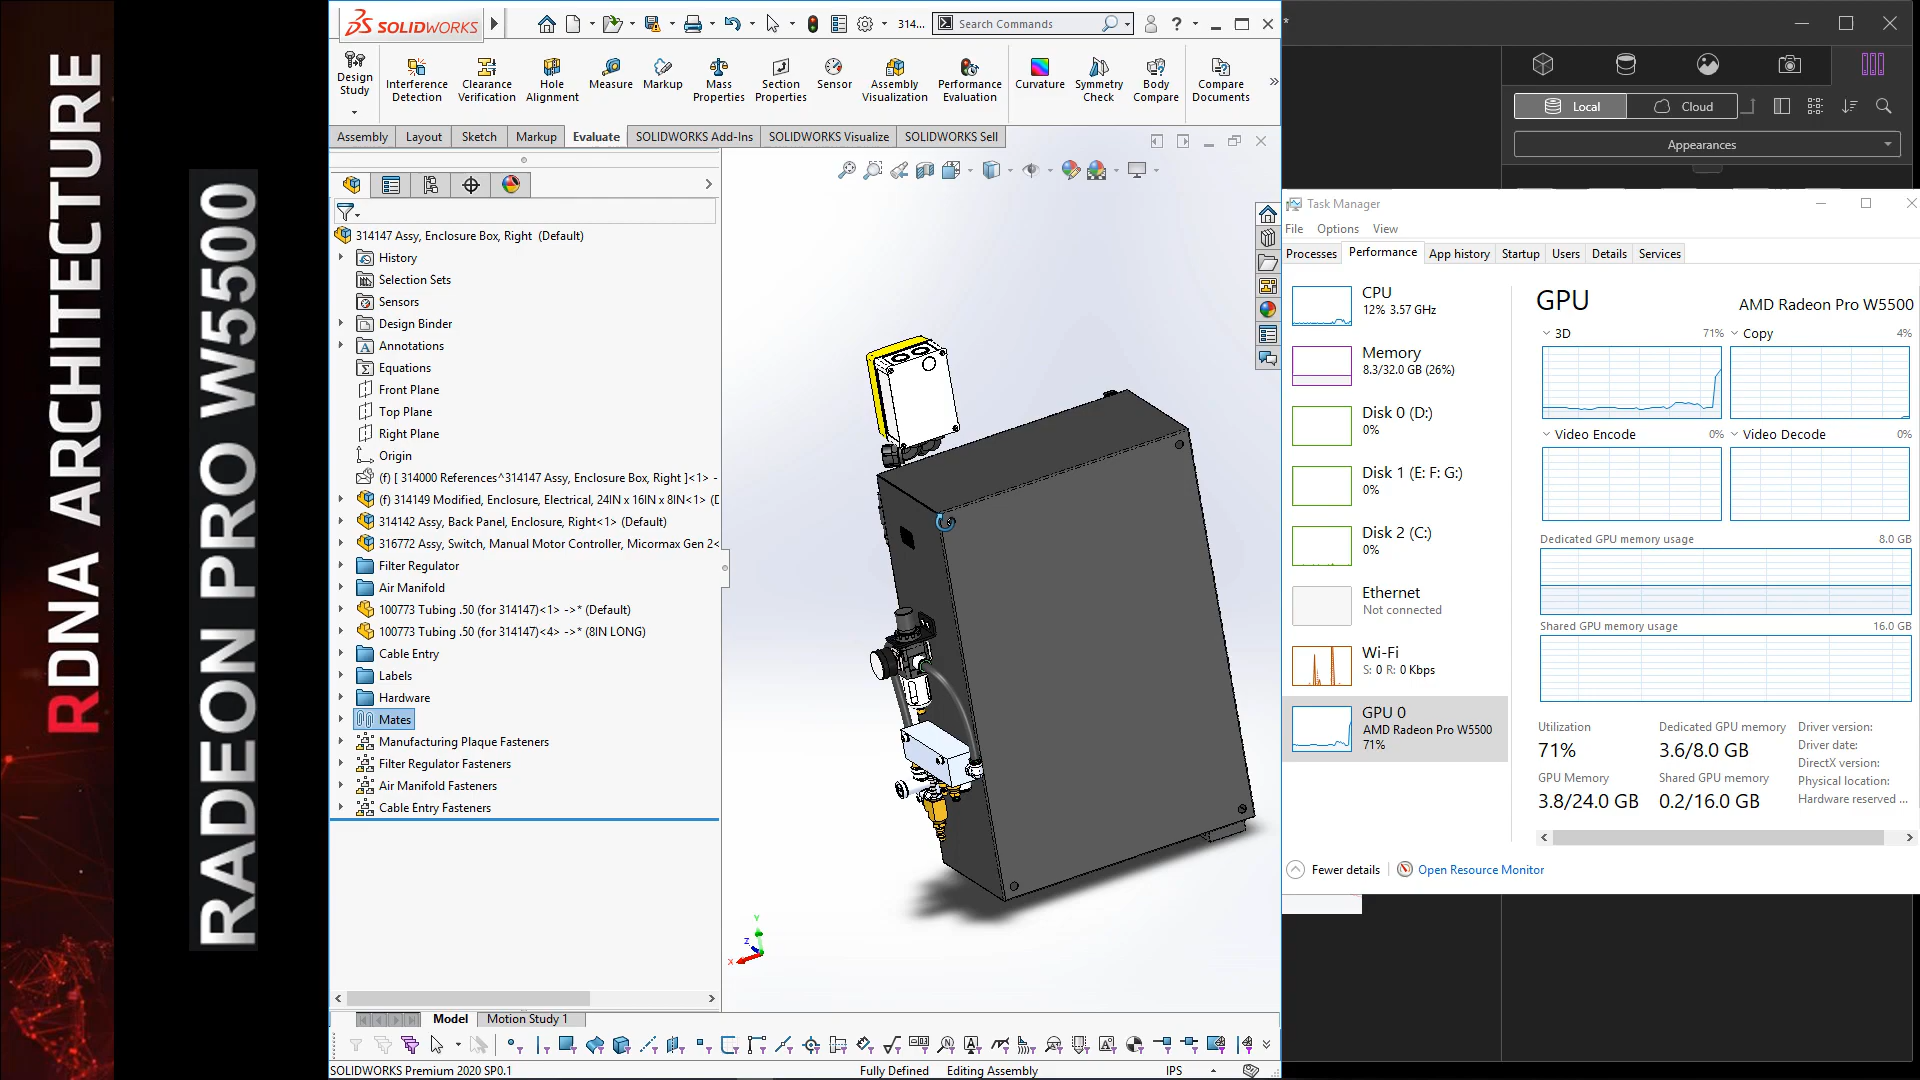 RDNA ARCHITECTURE
RADEON PRO W5500
SOLIDWORKS
314...
Search Commands
?
Design Study
Interference Detection
Clearance Verification
Hole Alignment
Measure
Markup
Mass Properties
Section Properties
Sensor
Assembly Visualization
Performance Evaluation
Curvature
Symmetry Check
Body Compare
Compare Documents
Assembly
Layout
Sketch
Markup
Evaluate
SOLIDWORKS Add-Ins
SOLIDWORKS Visualize
SOLIDWORKS Sell
314147 Assy, Enclosure Box, Right (Default)
History
Selection Sets
Sensors
Design Binder
Annotations
Equations
Front Plane
Top Plane
Right Plane
Origin
(f) [ 314000 References^314147 Assy, Enclosure Box, Right ]<1> -
(f) 314149 Modified, Enclosure, Electrical, 24IN x 16IN x 8IN<1> (D
314142 Assy, Back Panel, Enclosure, Right<1> (Default)
316772 Assy, Switch, Manual Motor Controller, Micormax Gen 2<
Filter Regulator
Air Manifold
100773 Tubing .50 (for 314147)<1> ->* (Default)
100773 Tubing .50 (for 314147)<4> ->* (8IN LONG)
Cable Entry
Labels
Hardware
Mates
Manufacturing Plaque Fasteners
Filter Regulator Fasteners
Air Manifold Fasteners
Cable Entry Fasteners
Y
Z
X
Model
Motion Study 1
SOLIDWORKS Premium 2020 SP0.1
Fully Defined
Editing Assembly
IPS
*
Local
Cloud
Appearances
Task Manager
File
Options
View
Processes
Performance
App history
Startup
Users
Details
Services
CPU
12% 3.57 GHz
Memory
8.3/32.0 GB (26%)
Disk 0 (D:)
0%
Disk 1 (E: F: G:)
0%
Disk 2 (C:)
0%
Ethernet
Not connected
Wi-Fi
S: 0 R: 0 Kbps
GPU 0
AMD Radeon Pro W5500
71%
GPU
AMD Radeon Pro W5500
3D 71%
Copy 4%
Video Encode 0%
Video Decode 0%
Dedicated GPU memory usage 8.0 GB
Shared GPU memory usage 16.0 GB
Utilization
71%
Dedicated GPU memory
3.6/8.0 GB
GPU Memory
3.8/24.0 GB
Shared GPU memory
0.2/16.0 GB
Driver version:
Driver date:
DirectX version:
Physical location:
Hardware reserved ...
Fewer details
Open Resource Monitor